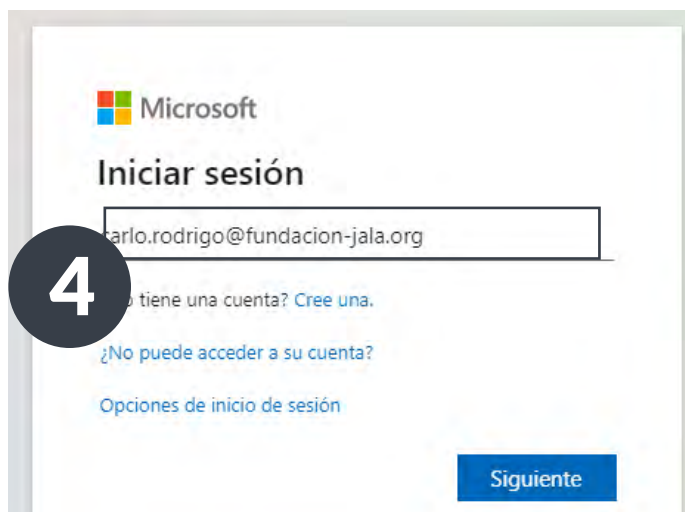 Microsoft
Iniciar sesión
carlo.rodrigo@fundacion-jala.org
4
tiene una cuenta? Cree una.
¿No puede acceder a su cuenta?
Opciones de inicio de sesión
Siguiente